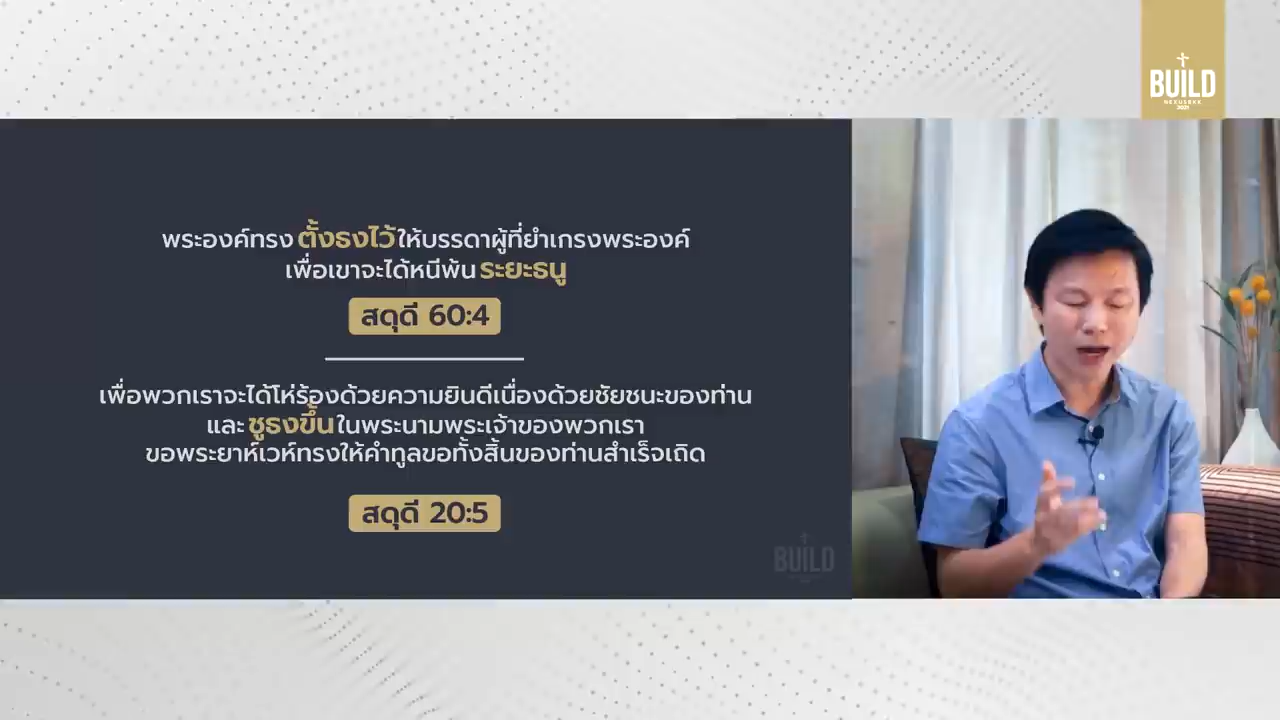 BUILD
NEXUSBKK
2021
พระองค์ทรง ตั้งธงไว้ ให้บรรดาผู้ที่ยำเกรงพระองค์
เพื่อเขาจะได้หนีพ้น ระยะธนู
สดุดี 60:4
เพื่อพวกเราจะได้โห่ร้องด้วยความยินดีเนื่องด้วยชัยชนะของท่าน
และ ชูธงขึ้น ในพระนามพระเจ้าของพวกเรา
ขอพระยาห์เวห์ทรงให้คำทูลขอทั้งสิ้นของท่านสำเร็จเถิด
สดุดี 20:5
BUILD